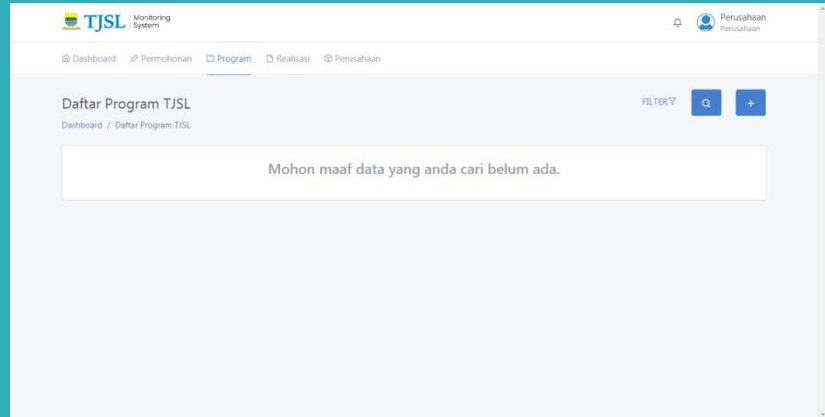 TJSL Monitoring System
Perusahaan
Perusahaan
Dashboard Permohonan Program Realisasi Perusahaan
Daftar Program TJSL
FILTER
Dashboard / Daftar Program TJSL
Mohon maaf data yang anda cari belum ada.